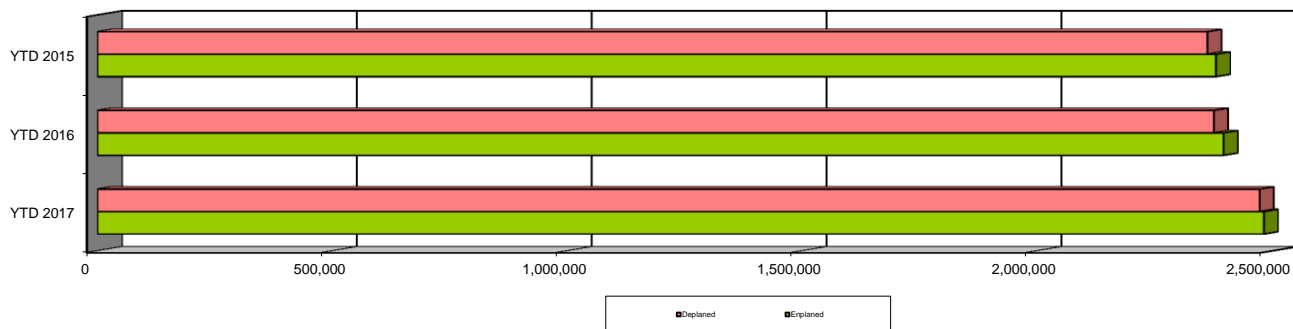 YTD 2015
YTD 2016
YTD 2017
0 500,000 1,000,000 1,500,000 2,000,000 2,500,000
Deplaned Enplaned